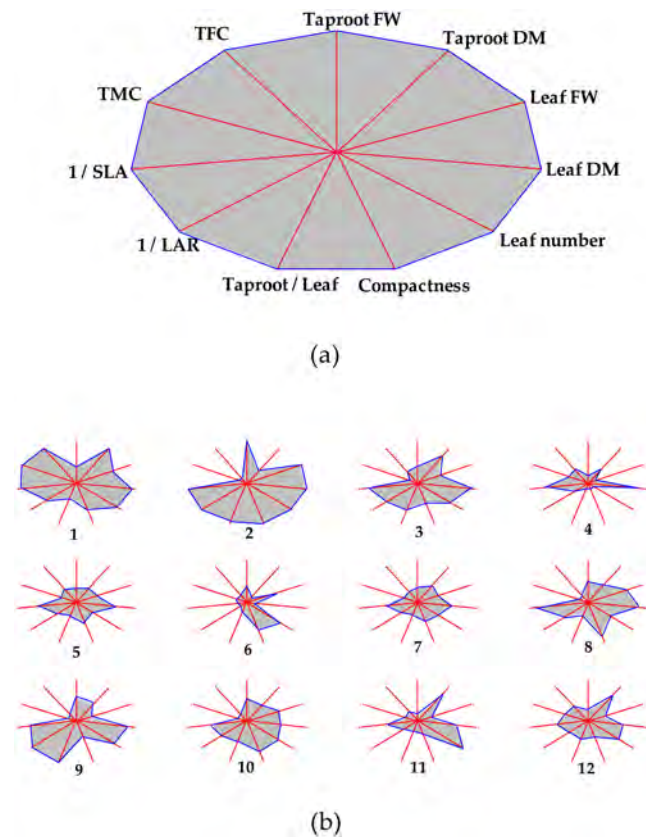 Taproot FW
TFC
Taproot DM
TMC
Leaf FW
1 / SLA
Leaf DM
1 / LAR
Leaf number
Taproot / Leaf
Compactness
(a)
1
2
3
4
5
6
7
8
9
10
11
12
(b)